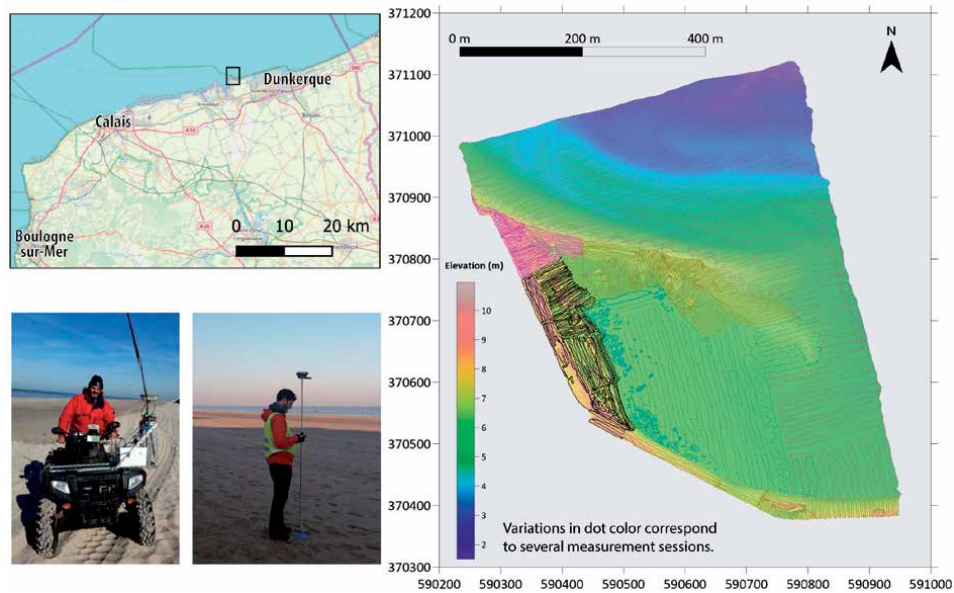 Dunkerque
Calais
Boulogne
sur-Mer
0 10 20 km
A 16
A 26
371200
371100
371000
370900
370800
370700
370600
370500
370400
370300
0 m 200 m 400 m
N
Elevation (m)
10
9
8
7
6
5
4
3
2
Variations in dot color correspond
to several measurement sessions.
590200 590300 590400 590500 590600 590700 590800 590900 591000